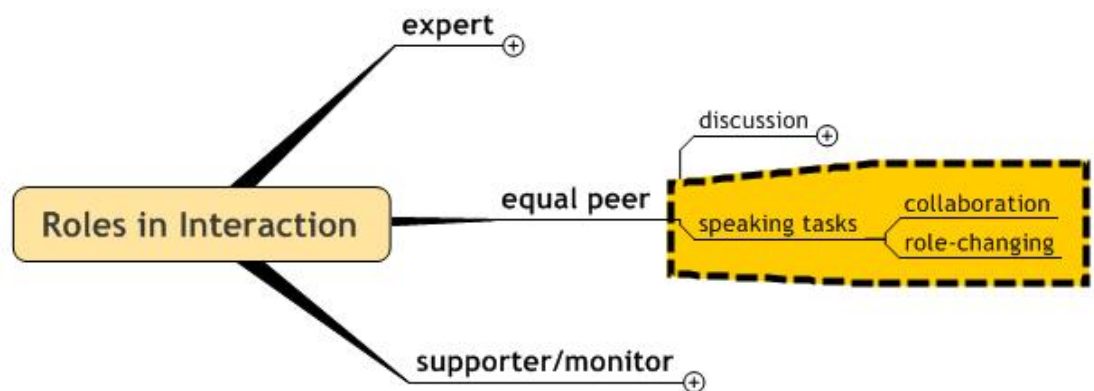 expert
discussion
equal peer
Roles in Interaction
speaking tasks
collaboration
role-changing
supporter/monitor